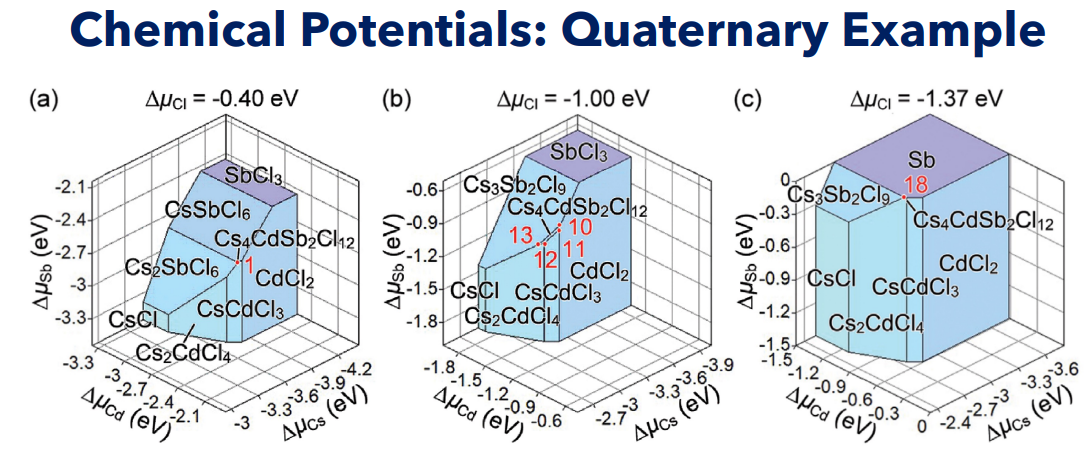 Chemical Potentials: Quaternary Example
(a)
ΔμCl = -0.40 eV
SbCl3
CsSbCl6
Cs4CdSb2Cl12
1
Cs2SbCl6
CdCl2
CsCdCl3
CsCl
Cs2CdCl4
-2.1
-2.4
-2.7
-3
-3.3
ΔμSb (eV)
-3.3
-3
-2.7
-2.4
-2.1
ΔμCd (eV)
-3
-3.3
-3.6
-3.9
-4.2
ΔμCs (eV)
(b)
ΔμCl = -1.00 eV
SbCl3
Cs3Sb2Cl9
Cs4CdSb2Cl12
13
10
12
11
CdCl2
CsCl
CsCdCl3
Cs2CdCl4
-0.6
-0.9
-1.2
-1.5
-1.8
ΔμSb (eV)
-1.8
-1.5
-1.2
-0.9
-0.6
ΔμCd (eV)
-2.7
-3
-3.3
-3.6
-3.9
ΔμCs (eV)
(c)
ΔμCl = -1.37 eV
Sb
18
Cs3Sb2Cl9
Cs4CdSb2Cl12
CdCl2
CsCl
CsCdCl3
Cs2CdCl4
0
-0.3
-0.6
-0.9
-1.2
-1.5
ΔμSb (eV)
-1.5
-1.2
-0.9
-0.6
-0.3
0
ΔμCd (eV)
-2.4
-2.7
-3
-3.3
-3.6
ΔμCs (eV)